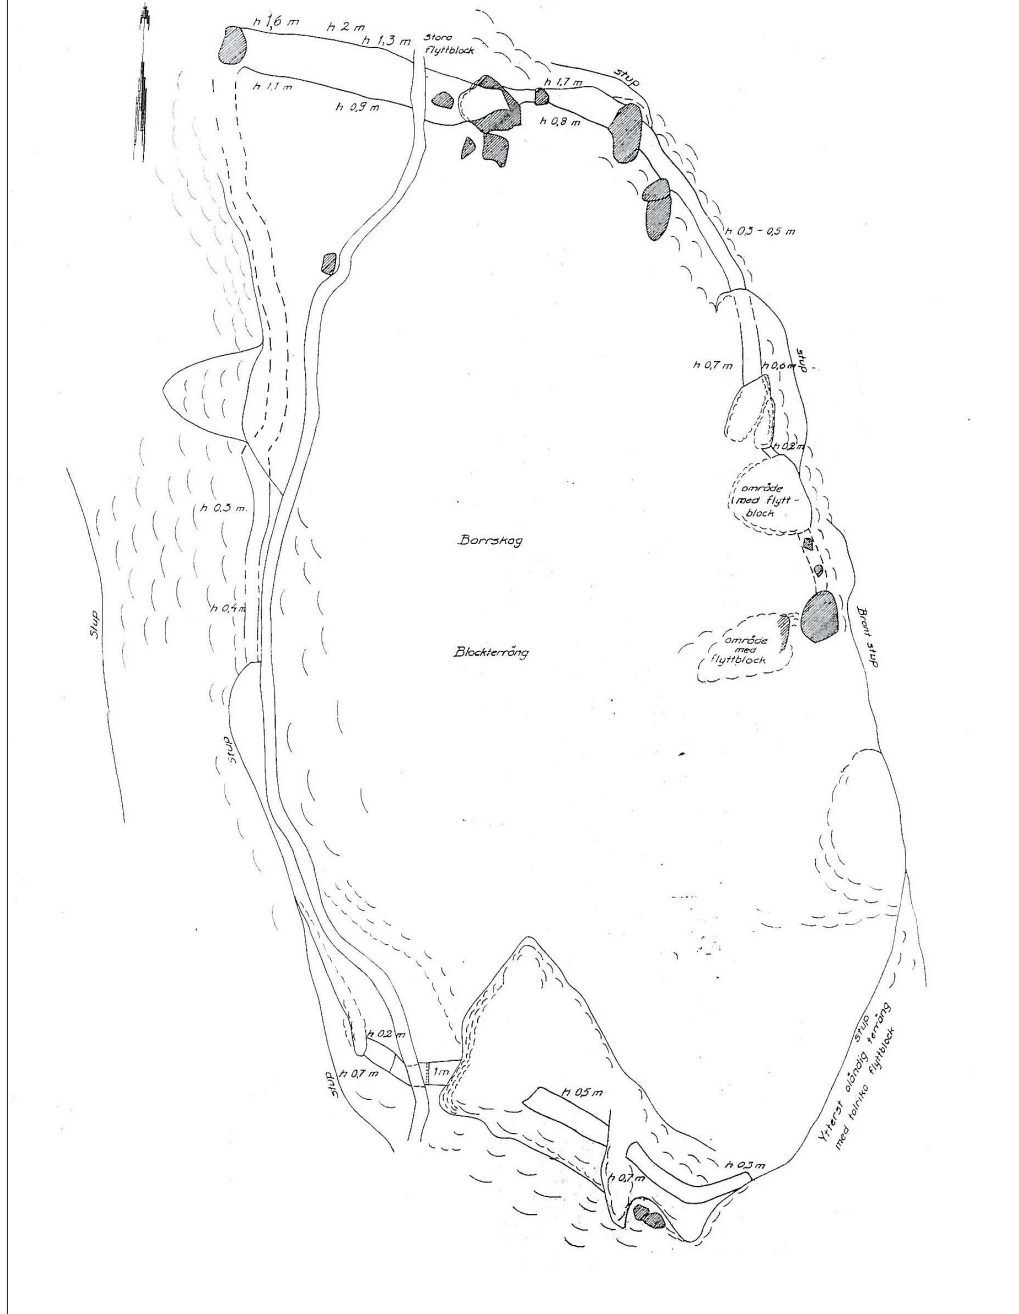 h 1,6 m
h 2 m
h 1,3 m
Stora
flyttblock
h 1,1 m
h 0,9 m
h 1,7 m
h 0,8 m
stup
h 0,3 - 0,5 m
h 0,7 m
h 0,6 m
stup
h 0,2 m
område
med flytt-
block
h 0,3 m
Barrskog
h 0,4 m
Stup
Blockterräng
område
med
flyttblock
Brant stup
Stup
h 0,2 m
h 0,7 m
1 m
Stup
h 0,5 m
h 0,7 m
h 0,3 m
stup
Ytterst oländig terräng
med talrika flyttblock